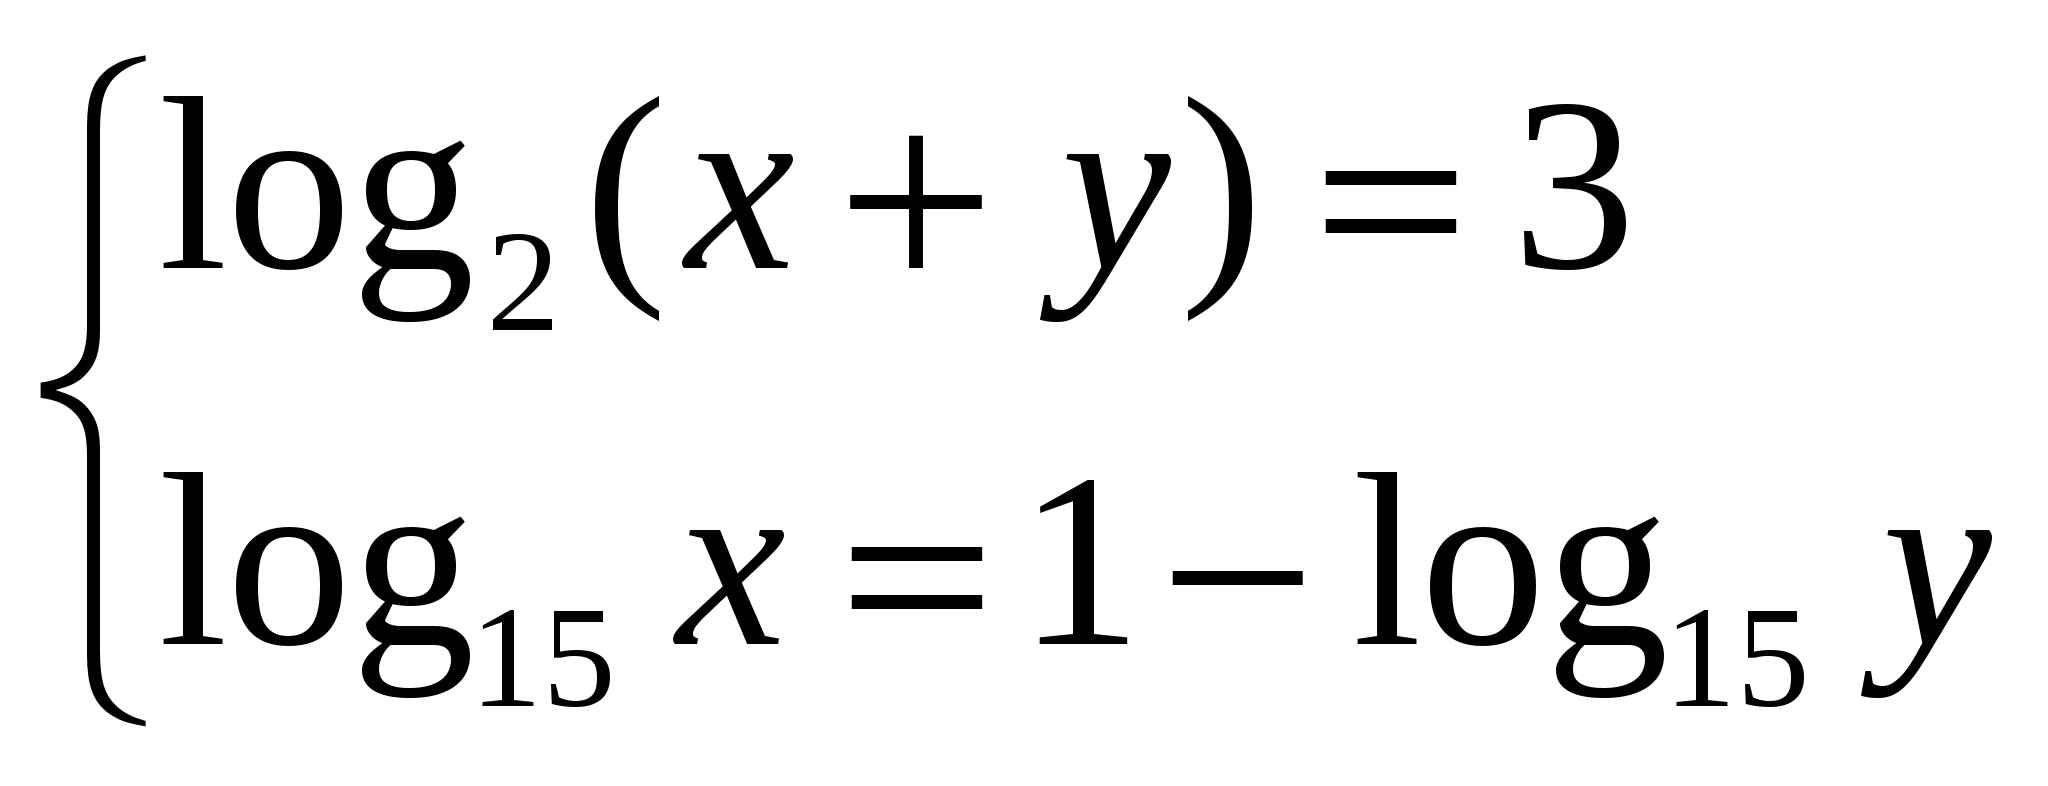 log₂(x + y) = 3
log₁₅ x = 1 − log₁₅ y